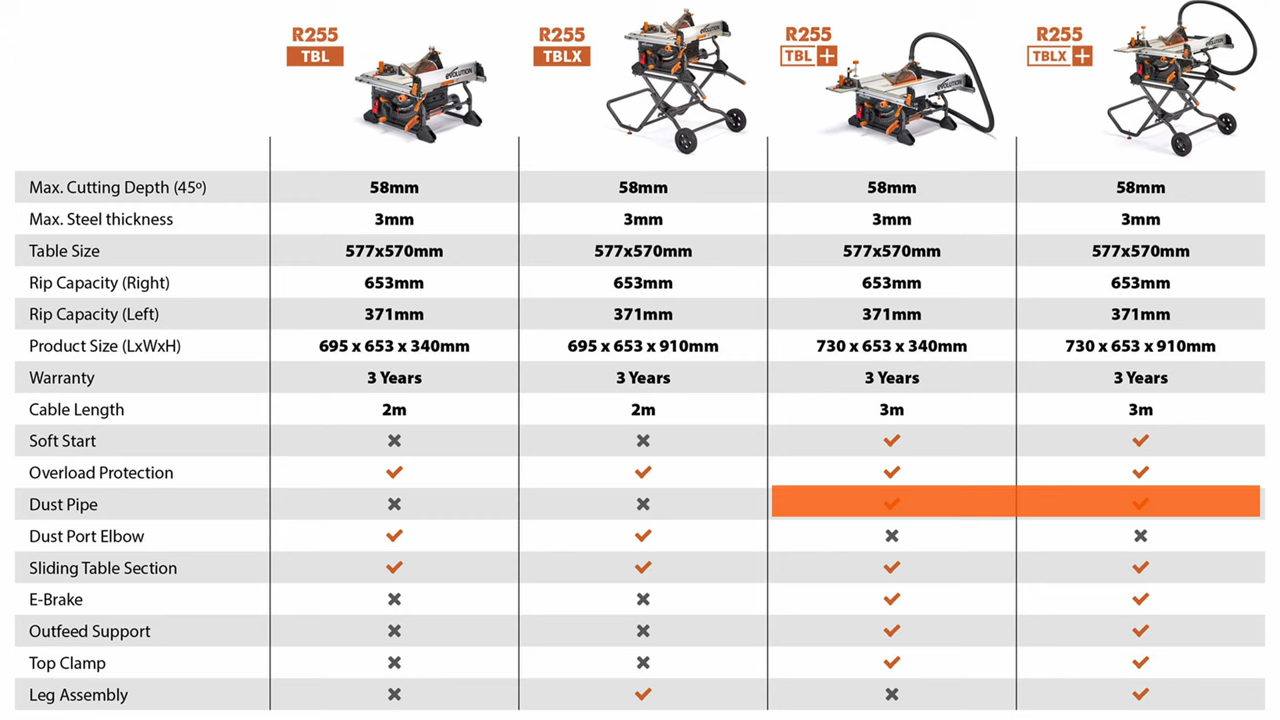 R255 R255 R255 R255
TBL TBLX TBL + TBLX +
EVOLUTION EVOLUTION EVOLUTION EVOLUTION
Max. Cutting Depth (45º) 58mm 58mm 58mm 58mm
Max. Steel thickness 3mm 3mm 3mm 3mm
Table Size 577x570mm 577x570mm 577x570mm 577x570mm
Rip Capacity (Right) 653mm 653mm 653mm 653mm
Rip Capacity (Left) 371mm 371mm 371mm 371mm
Product Size (LxWxH) 695 x 653 x 340mm 695 x 653 x 910mm 730 x 653 x 340mm 730 x 653 x 910mm
Warranty 3 Years 3 Years 3 Years 3 Years
Cable Length 2m 2m 3m 3m
Soft Start
Overload Protection
Dust Pipe
Dust Port Elbow
Sliding Table Section
E-Brake
Outfeed Support
Top Clamp
Leg Assembly